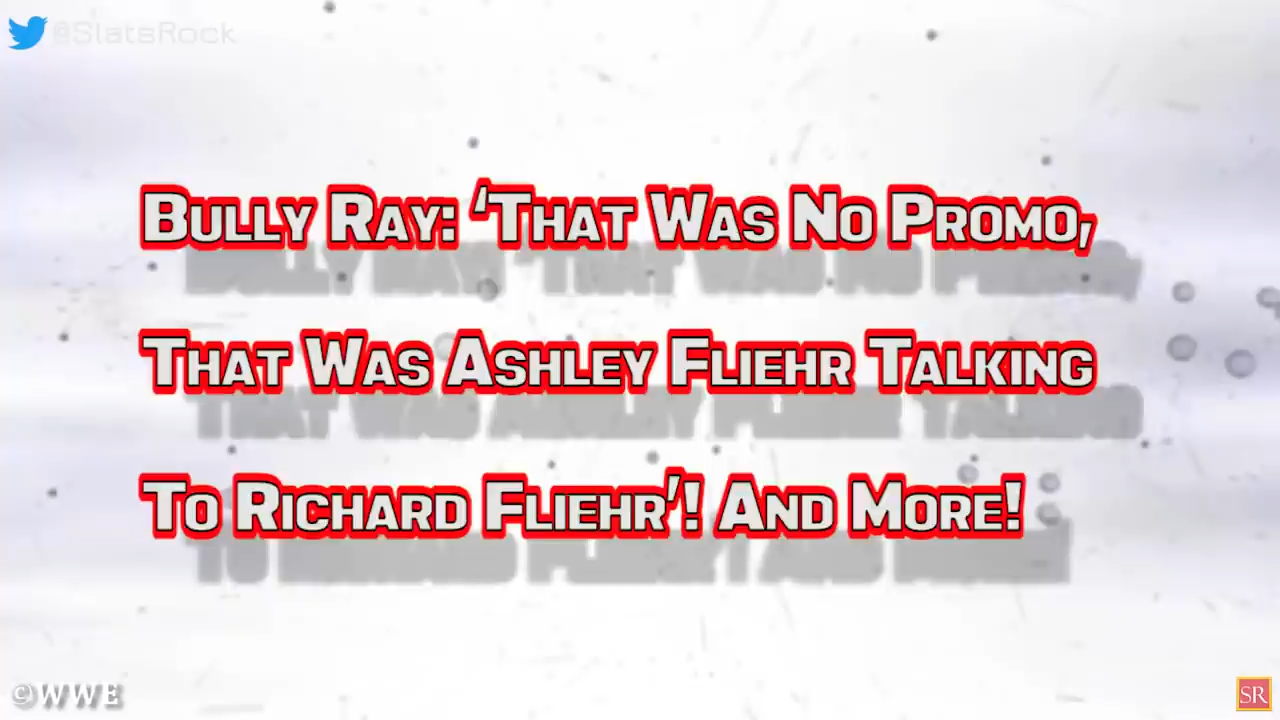 @SlatsRock
Bully Ray: ‘That Was No Promo,
That Was Ashley Fliehr Talking
To Richard Fliehr’! And More!
©WWE
SR